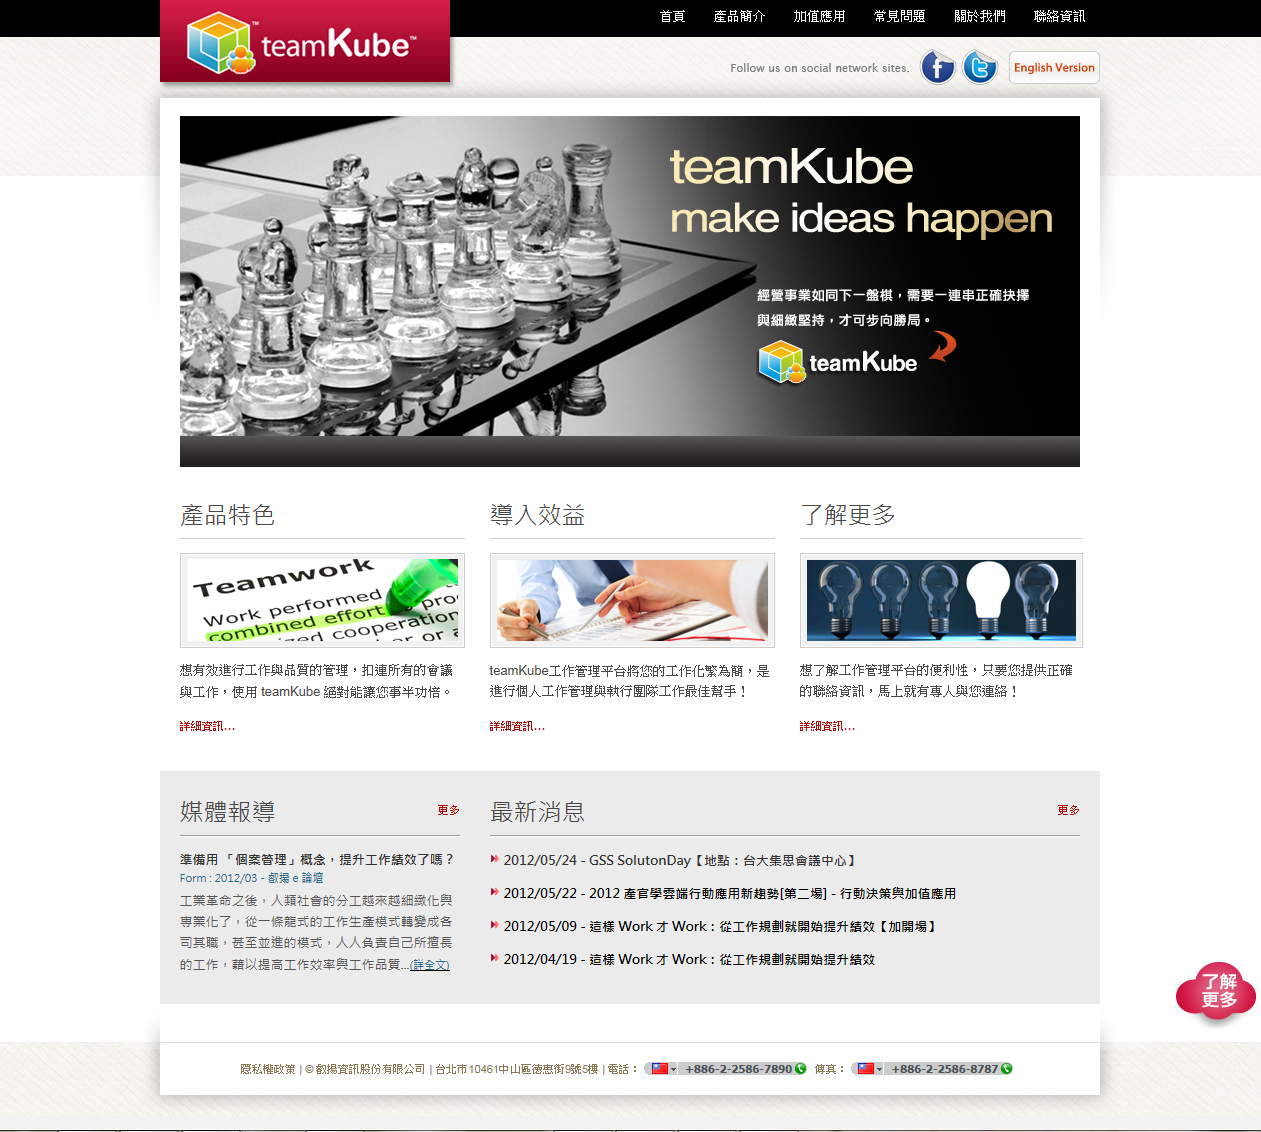 teamKube™
首頁 產品簡介 加值應用 常見問題 關於我們 聯絡資訊
Follow us on social network sites.
English Version
teamKube
make ideas happen
經營事業如同下一盤棋，需要一連串正確抉擇
與細緻堅持，才可步向勝局。
teamKube
產品特色
Teamwork
Work performed
combined effort
cooperation
想有效進行工作與品質的管理，扣連所有的會議
與工作，使用 teamKube 絕對能讓您事半功倍。
詳細資訊...
導入效益
teamKube工作管理平台將您的工作化繁為簡，是
進行個人工作管理與執行團隊工作最佳幫手！
詳細資訊...
了解更多
想了解工作管理平台的便利性，只要您提供正確
的聯絡資訊，馬上就有專人與您連絡！
詳細資訊...
媒體報導 更多
準備用 「個案管理」概念，提升工作績效了嗎？
Form : 2012/03 - 叡揚 e 論壇
工業革命之後，人類社會的分工越來越細緻化與
專業化了，從一條龍式的工作生產模式轉變成各
司其職，甚至並進的模式，人人負責自己所擅長
的工作，藉以提高工作效率與工作品質...(詳全文)
最新消息 更多
2012/05/24 - GSS SolutonDay【地點：台大集思會議中心】
2012/05/22 - 2012 產官學雲端行動應用新趨勢[第二場] - 行動決策與加值應用
2012/05/09 - 這樣 Work 才 Work：從工作規劃就開始提升績效【加開場】
2012/04/19 - 這樣 Work 才 Work：從工作規劃就開始提升績效
了解
更多
隱私權政策 | © 叡揚資訊股份有限公司 | 台北市10461中山區德惠街9號5樓 | 電話： +886-2-2586-7890 傳真： +886-2-2586-8787